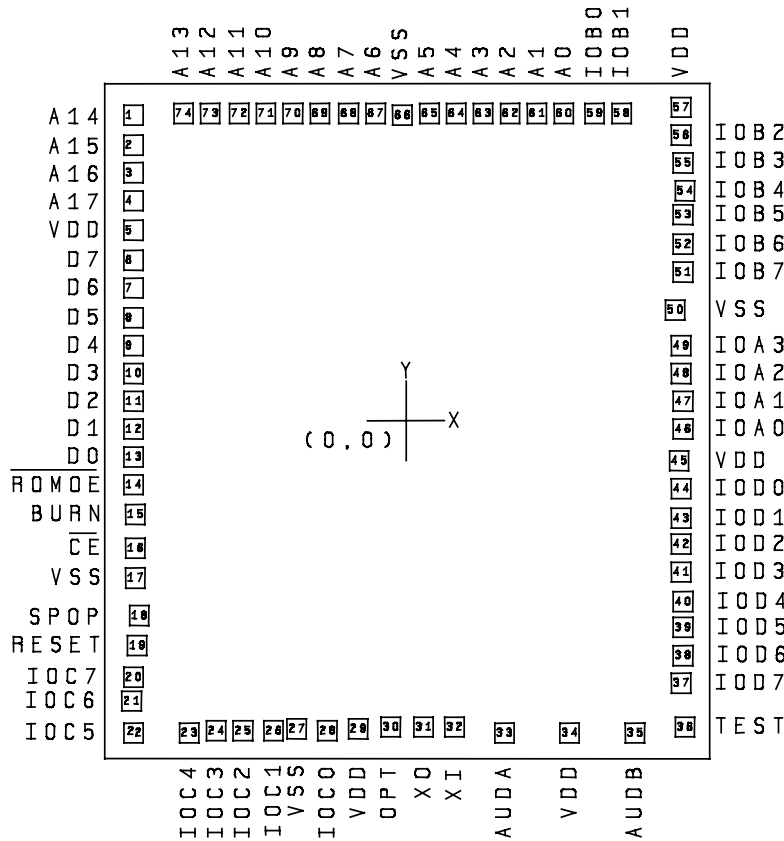 A13 A12 A11 A10 A9 A8 A7 A6 VSS A5 A4 A3 A2 A1 A0 IOB0 IOB1 VDD
74 73 72 71 70 69 68 67 66 65 64 63 62 61 60 59 58 57
A14 1
A15 2
A16 3
A17 4
VDD 5
D7 6
D6 7
D5 8
D4 9
D3 10
D2 11
D1 12
D0 13
ROMOE 14
BURN 15
CE 16
VSS 17
SPOP 18
RESET 19
IOC7 20
IOC6 21
IOC5 22
Y
X
(0,0)
56 IOB2
55 IOB3
54 IOB4
53 IOB5
52 IOB6
51 IOB7
50 VSS
49 IOA3
48 IOA2
47 IOA1
46 IOA0
45 VDD
44 IOD0
43 IOD1
42 IOD2
41 IOD3
40 IOD4
39 IOD5
38 IOD6
37 IOD7
36 TEST
23 24 25 26 27 28 29 30 31 32 33 34 35
IOC4 IOC3 IOC2 IOC1 VSS IOC0 VDD OPT XO XI AUDA VDD AUDB